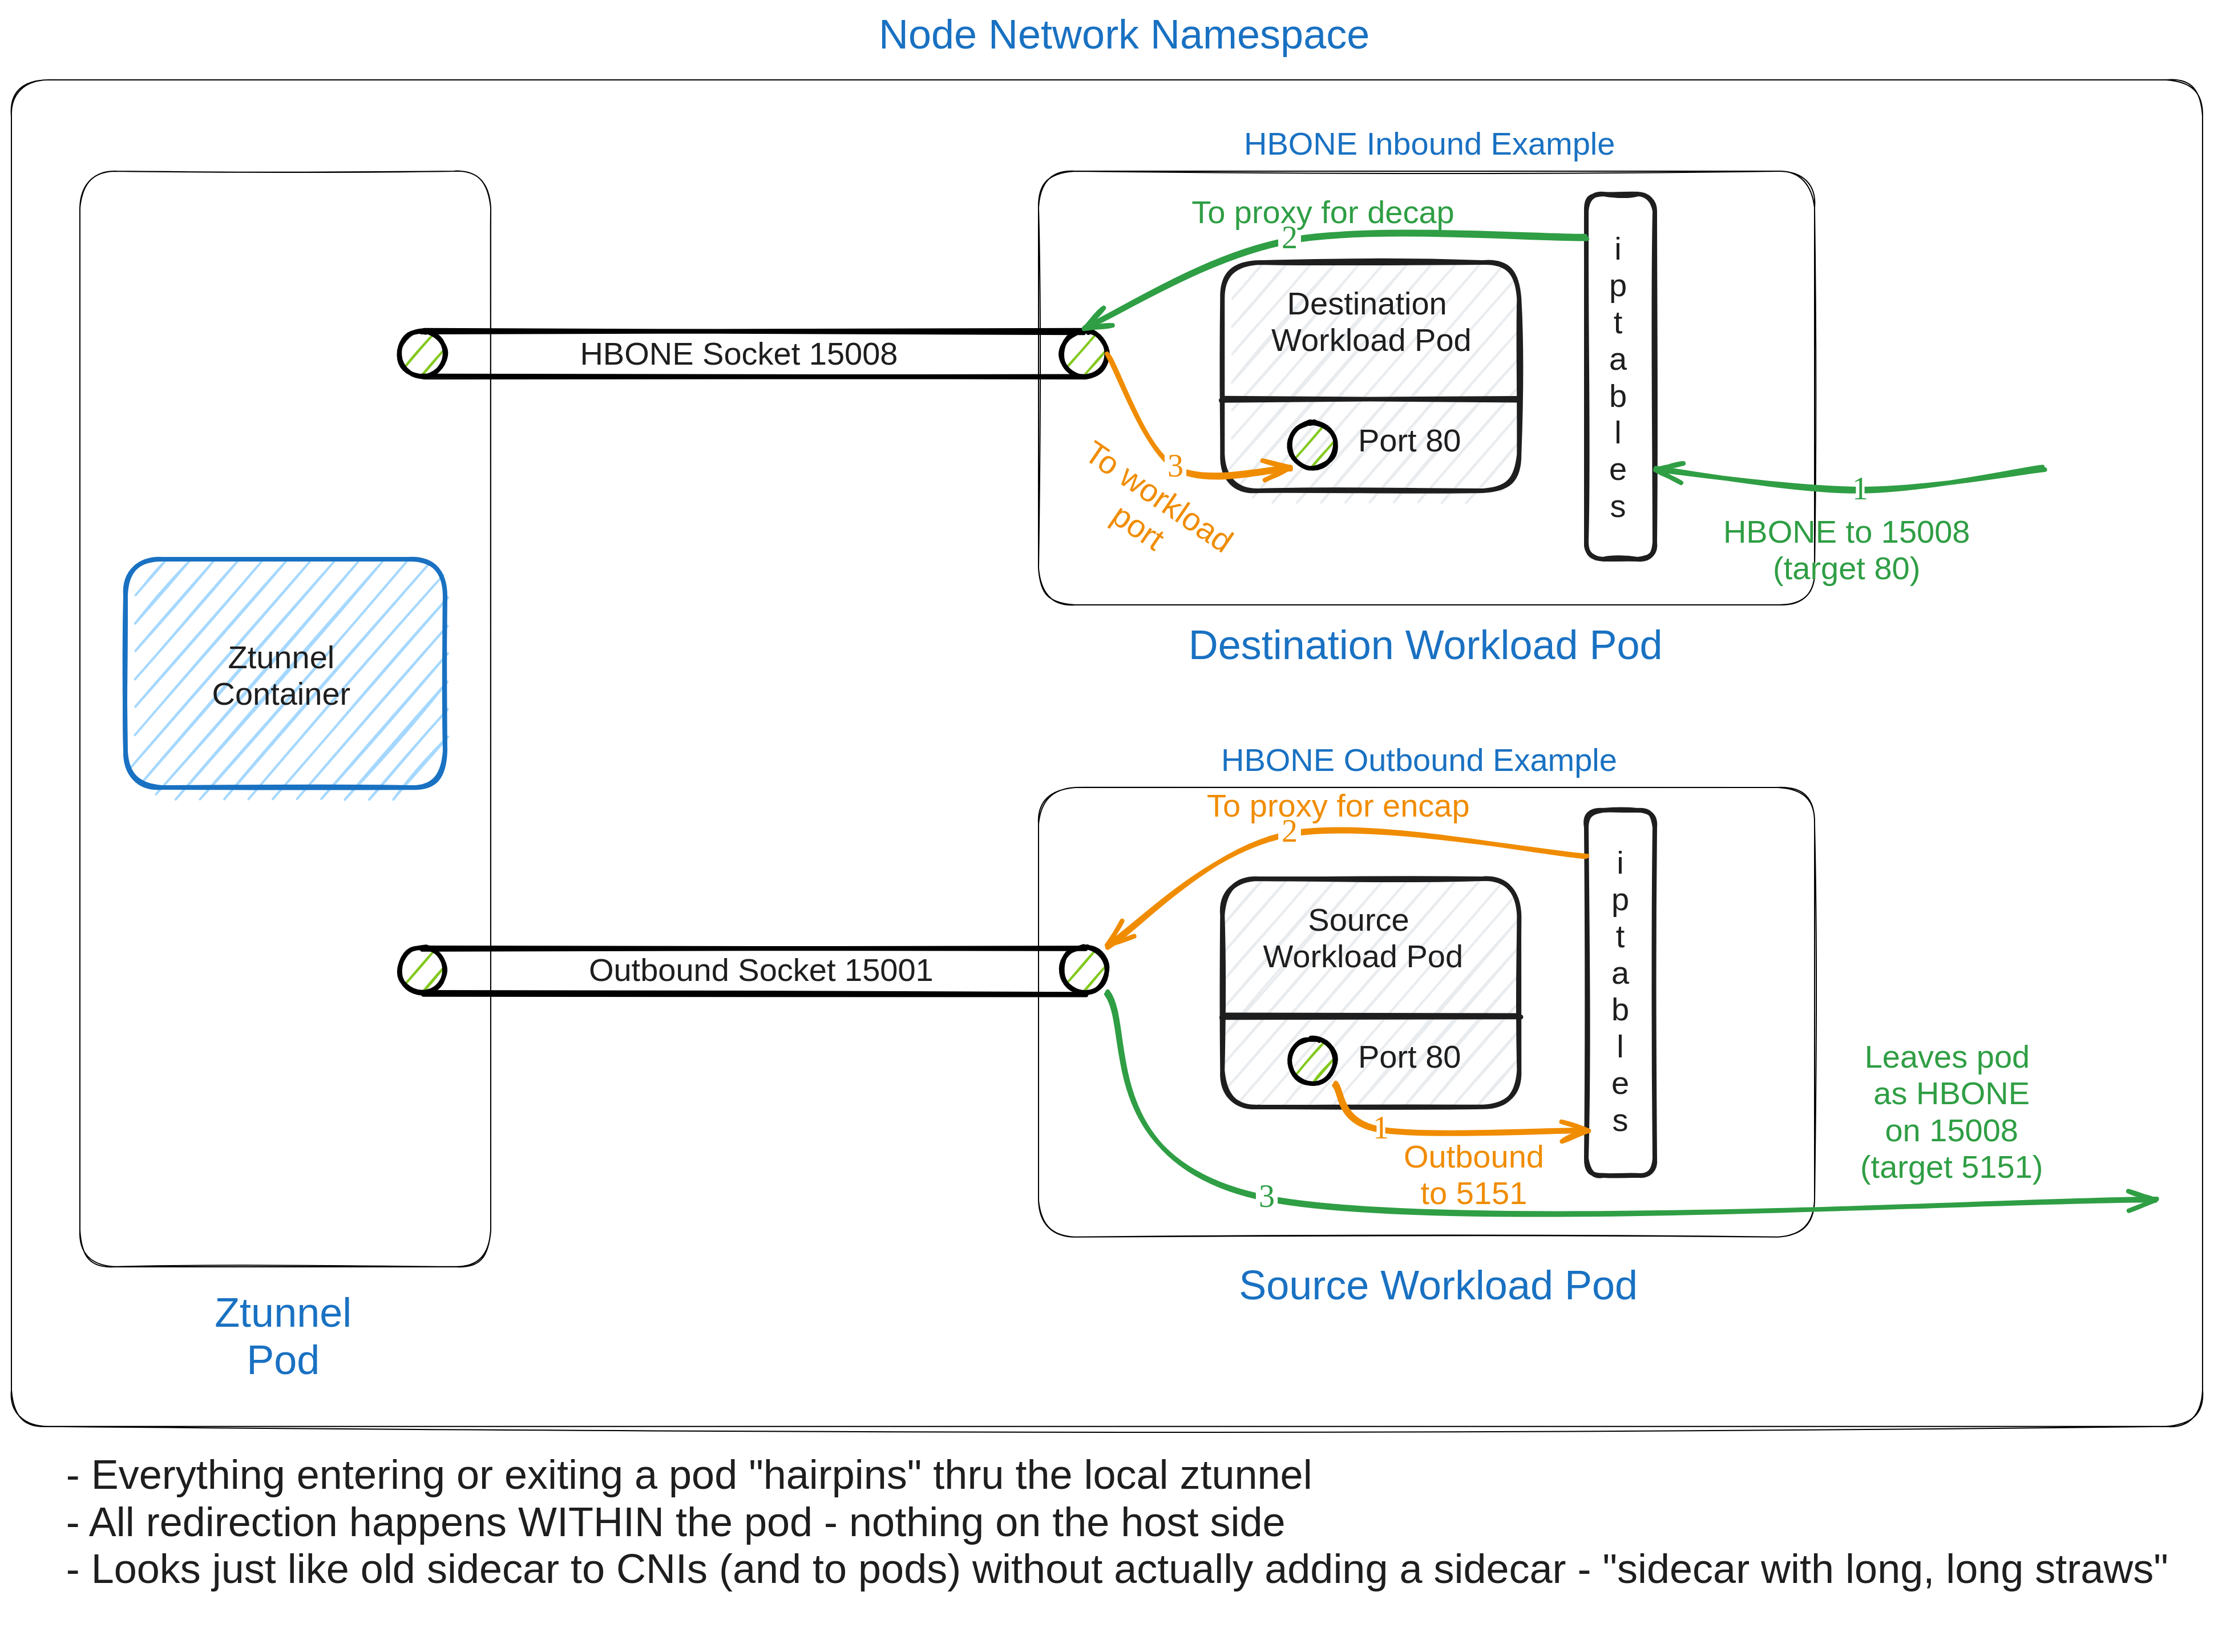 Node Network Namespace
HBONE Inbound Example
To proxy for decap
2
Destination
Workload Pod
Port 80
i
p
t
a
b
l
e
s
HBONE Socket 15008
3
To workload
port
1
HBONE to 15008
(target 80)
Destination Workload Pod
Ztunnel
Container
HBONE Outbound Example
To proxy for encap
2
Source
Workload Pod
Port 80
i
p
t
a
b
l
e
s
Outbound Socket 15001
1
Outbound
to 5151
3
Leaves pod
as HBONE
on 15008
(target 5151)
Source Workload Pod
Ztunnel
Pod
- Everything entering or exiting a pod "hairpins" thru the local ztunnel
- All redirection happens WITHIN the pod - nothing on the host side
- Looks just like old sidecar to CNIs (and to pods) without actually adding a sidecar - "sidecar with long, long straws"